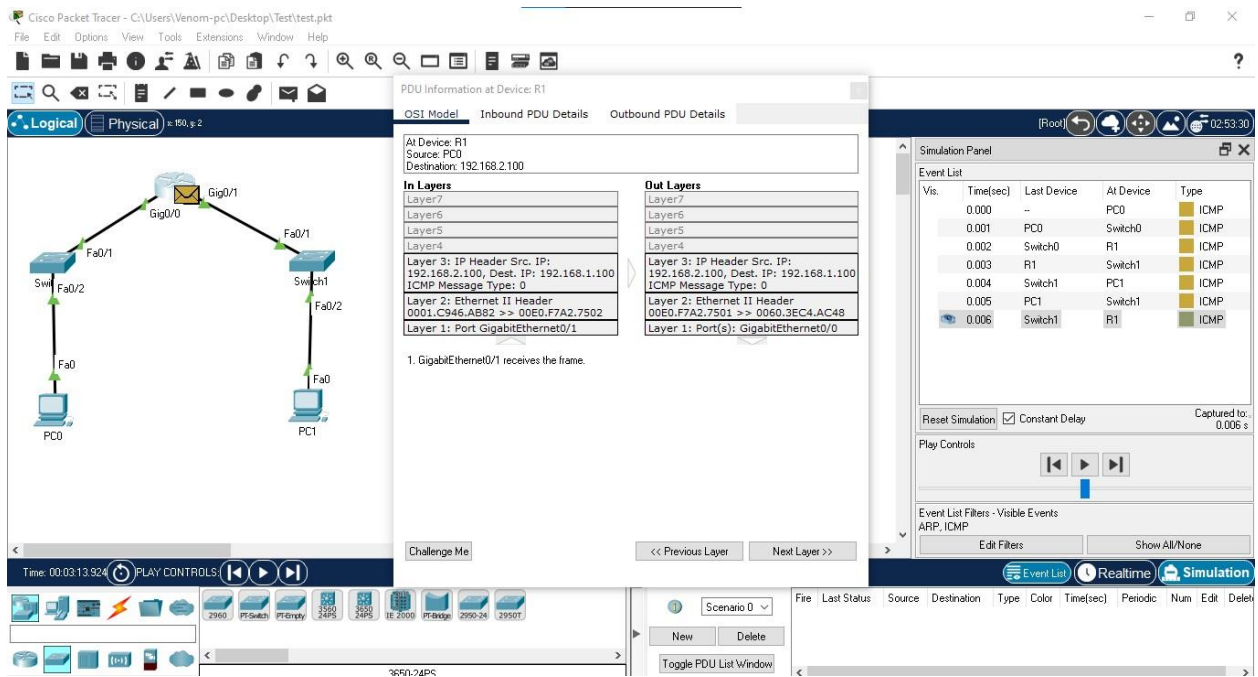 Cisco Packet Tracer - C:\Users\Venom-pc\Desktop\Test\test.pkt
File Edit Options View Tools Extensions Window Help
?
Logical Physical x: 150, y: 2
[Root] 02:53:30
PDU Information at Device: R1
OSI Model Inbound PDU Details Outbound PDU Details
At Device: R1
Source: PC0
Destination: 192.168.2.100
In Layers
Layer7
Layer6
Layer5
Layer4
Layer 3: IP Header Src. IP:
192.168.2.100, Dest. IP: 192.168.1.100
ICMP Message Type: 0
Layer 2: Ethernet II Header
0001.C946.AB82 >> 00E0.F7A2.7502
Layer 1: Port GigabitEthernet0/1
Out Layers
Layer7
Layer6
Layer5
Layer4
Layer 3: IP Header Src. IP:
192.168.2.100, Dest. IP: 192.168.1.100
ICMP Message Type: 0
Layer 2: Ethernet II Header
00E0.F7A2.7501 >> 0060.3EC4.AC48
Layer 1: Port(s): GigabitEthernet0/0
1. GigabitEthernet0/1 receives the frame.
Challenge Me << Previous Layer Next Layer >>
Gig0/1
Gig0/0
Fa0/1
Fa0/1
Switch1
Fa0/2
Fa0/2
Fa0
Fa0
PC0
PC1
Simulation Panel
Event List
Vis. Time(sec) Last Device At Device Type
0.000 -- PC0 ICMP
0.001 PC0 Switch0 ICMP
0.002 Switch0 R1 ICMP
0.003 R1 Switch1 ICMP
0.004 Switch1 PC1 ICMP
0.005 PC1 Switch1 ICMP
0.006 Switch1 R1 ICMP
Reset Simulation Constant Delay Captured to:
0.006 s
Play Controls
Event List Filters - Visible Events
ARP, ICMP
Edit Filters Show All/None
Time: 00:03:13.924 PLAY CONTROLS:
Event List Realtime Simulation
2960 PT-Switch PT-Empty 3560 24PS 3650 24PS IE 2000 PT-Bridge 2950-24 2950T
3650-24PS
Scenario 0
New Delete
Toggle PDU List Window
Fire Last Status Source Destination Type Color Time(sec) Periodic Num Edit Delete